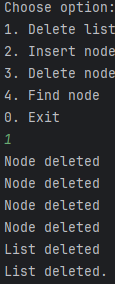 Choose option:
1. Delete list
2. Insert node
3. Delete node
4. Find node
0. Exit
1
Node deleted
Node deleted
Node deleted
Node deleted
List deleted
List deleted.